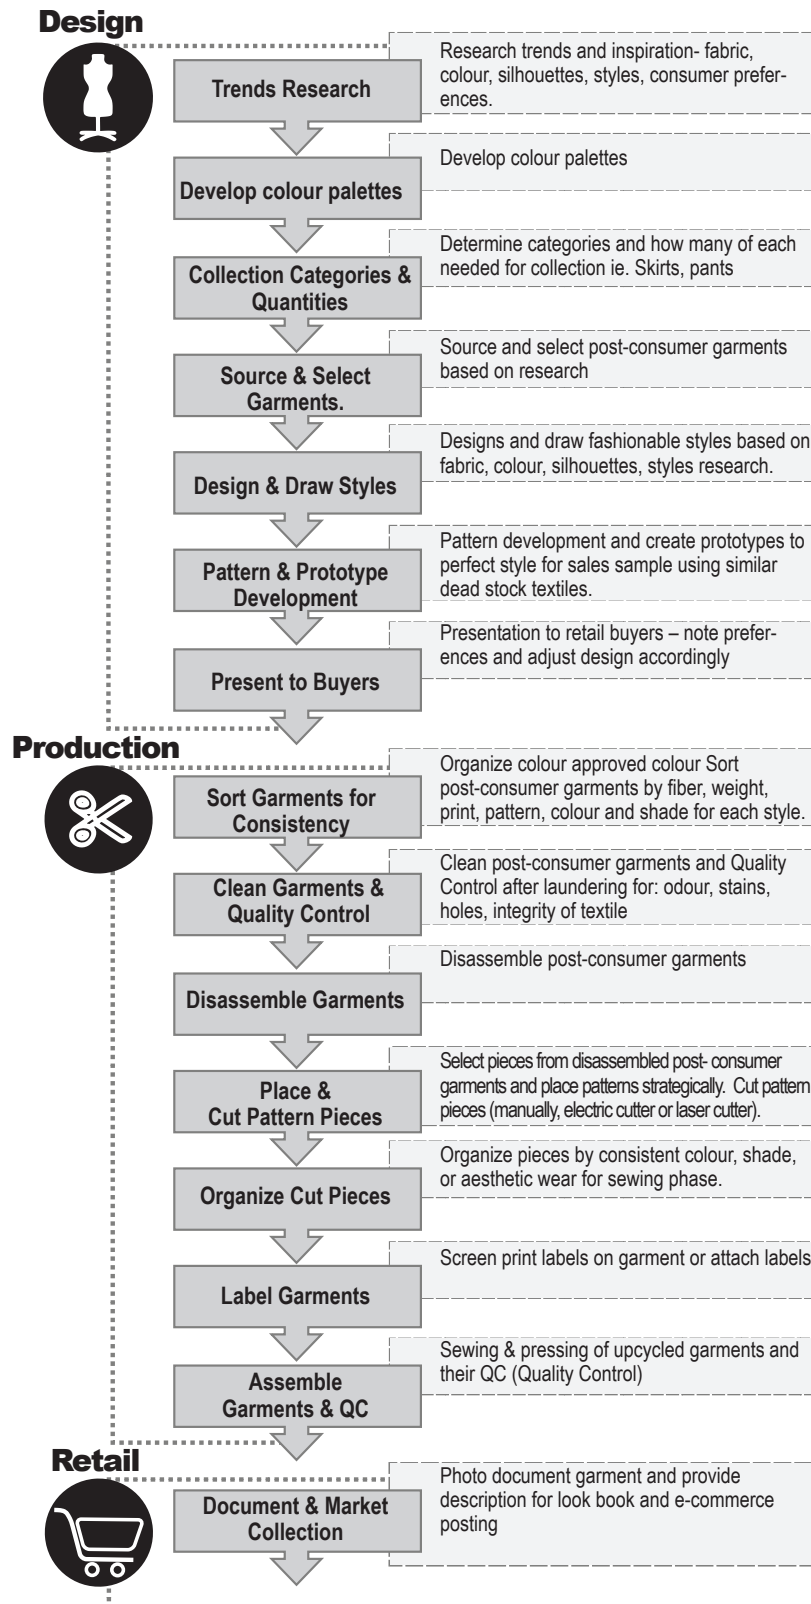 Design
Trends Research
Research trends and inspiration- fabric,
colour, silhouettes, styles, consumer prefer-
ences.
Develop colour palettes
Develop colour palettes
Collection Categories &
Quantities
Determine categories and how many of each
needed for collection ie. Skirts, pants
Source & Select
Garments.
Source and select post-consumer garments
based on research
Design & Draw Styles
Designs and draw fashionable styles based on
fabric, colour, silhouettes, styles research.
Pattern & Prototype
Development
Pattern development and create prototypes to
perfect style for sales sample using similar
dead stock textiles.
Present to Buyers
Presentation to retail buyers – note prefer-
ences and adjust design accordingly
Production
Sort Garments for
Consistency
Organize colour approved colour Sort
post-consumer garments by fiber, weight,
print, pattern, colour and shade for each style.
Clean Garments &
Quality Control
Clean post-consumer garments and Quality
Control after laundering for: odour, stains,
holes, integrity of textile
Disassemble Garments
Disassemble post-consumer garments
Place &
Cut Pattern Pieces
Select pieces from disassembled post- consumer
garments and place patterns strategically. Cut pattern
pieces (manually, electric cutter or laser cutter).
Organize Cut Pieces
Organize pieces by consistent colour, shade,
or aesthetic wear for sewing phase.
Label Garments
Screen print labels on garment or attach labels
Assemble
Garments & QC
Sewing & pressing of upcycled garments and
their QC (Quality Control)
Retail
Document & Market
Collection
Photo document garment and provide
description for look book and e-commerce
posting